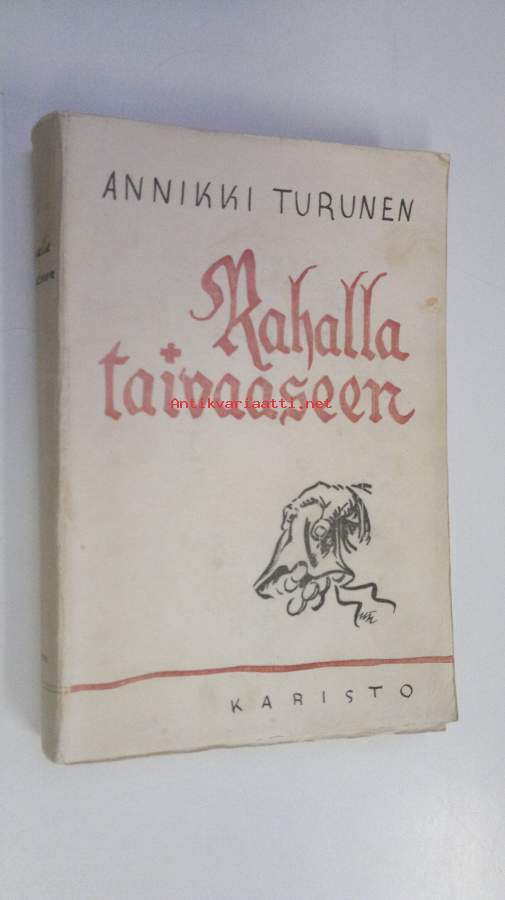 ANNIKKI TURUNEN
Rahalla
taivaaseen
Antikvariaatti.net
KARISTO